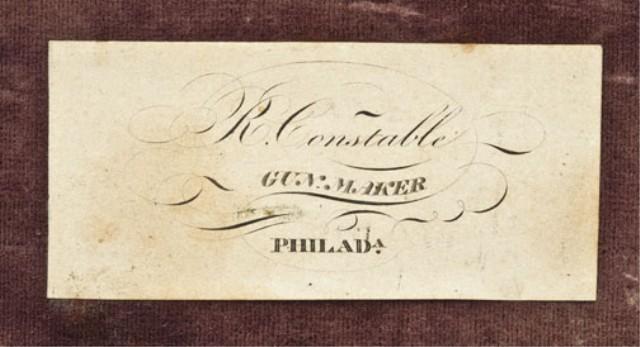 R. Constable
GUN MAKER
PHILADA.